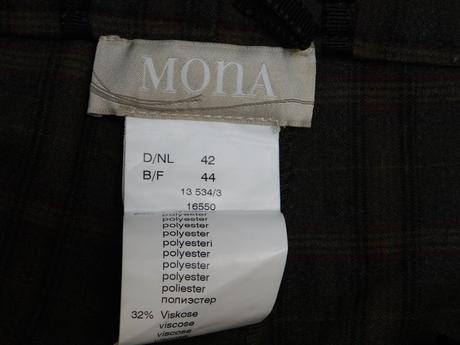 MONA
D/NL 42
B/F 44
13 534/3
16550
polyester
polyester
polyester
polyesteri
polyester
polyester
polyester
poliester
полиэстер
32% Viskose
viscose
viscose